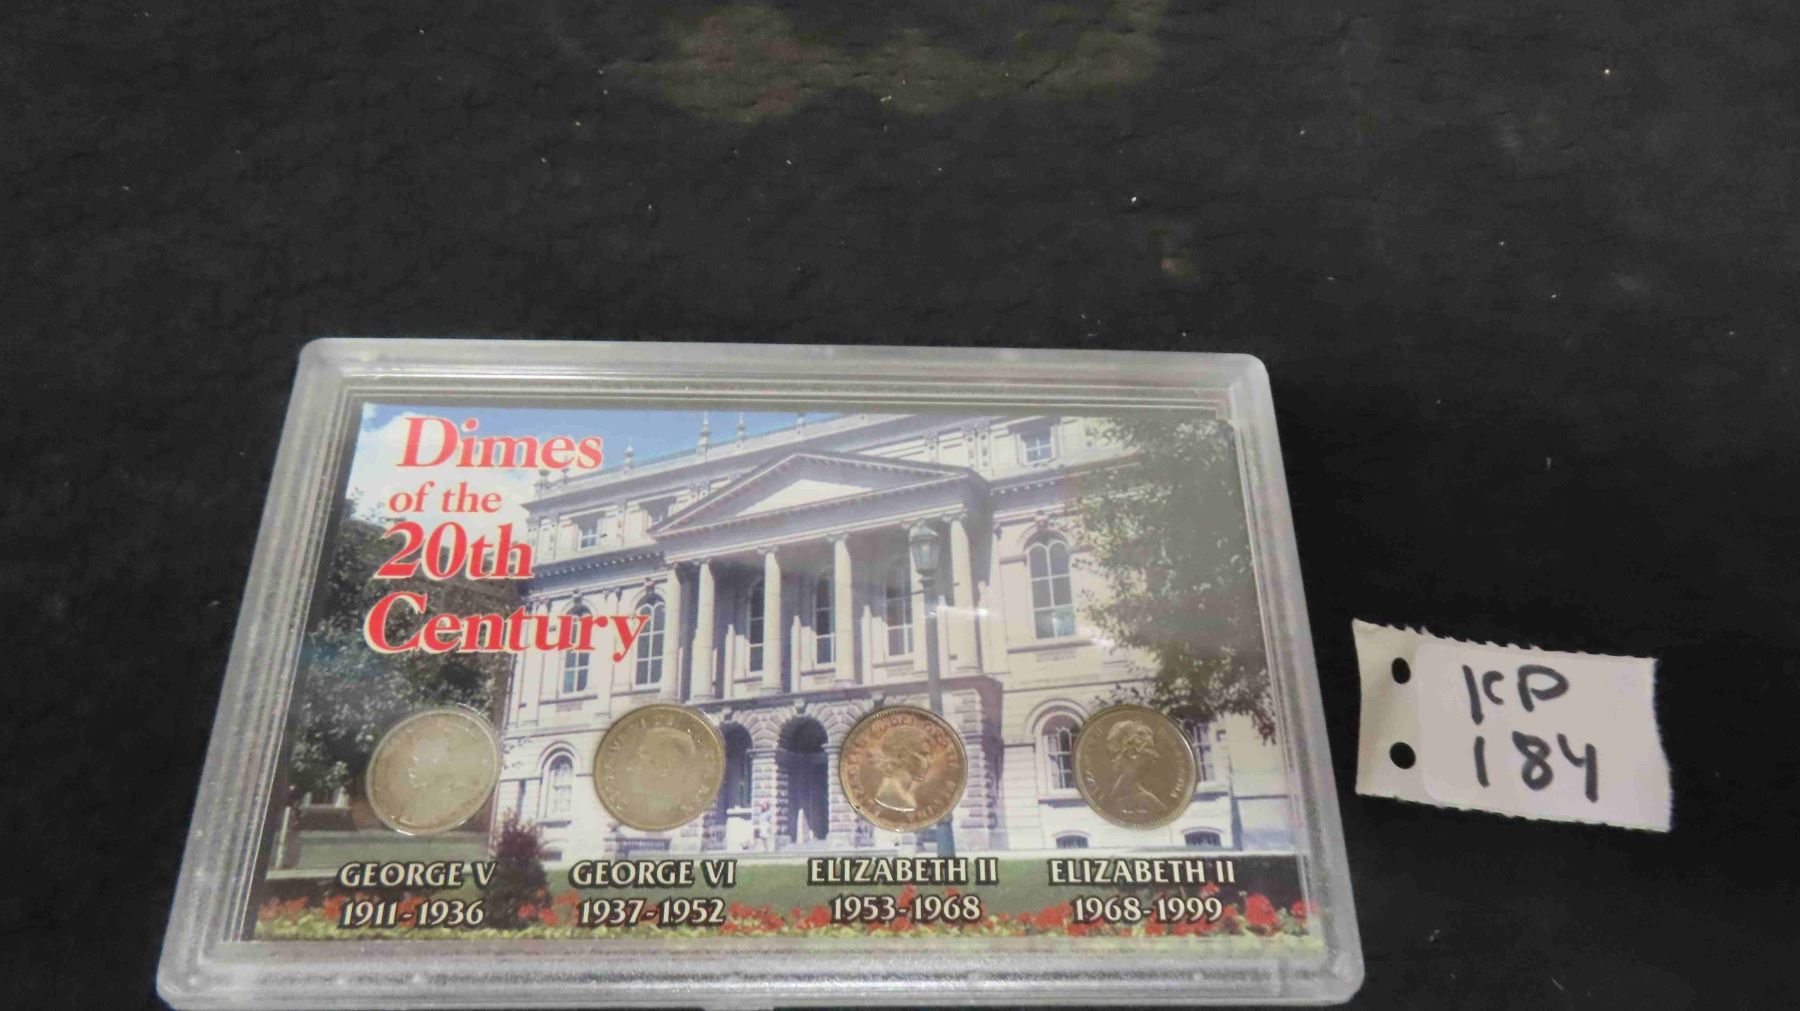 Dimes
of the
20th
Century
GEORGE V
1911-1936
GEORGE VI
1937-1952
ELIZABETH II
1953-1968
ELIZABETH II
1968-1999
KP
184